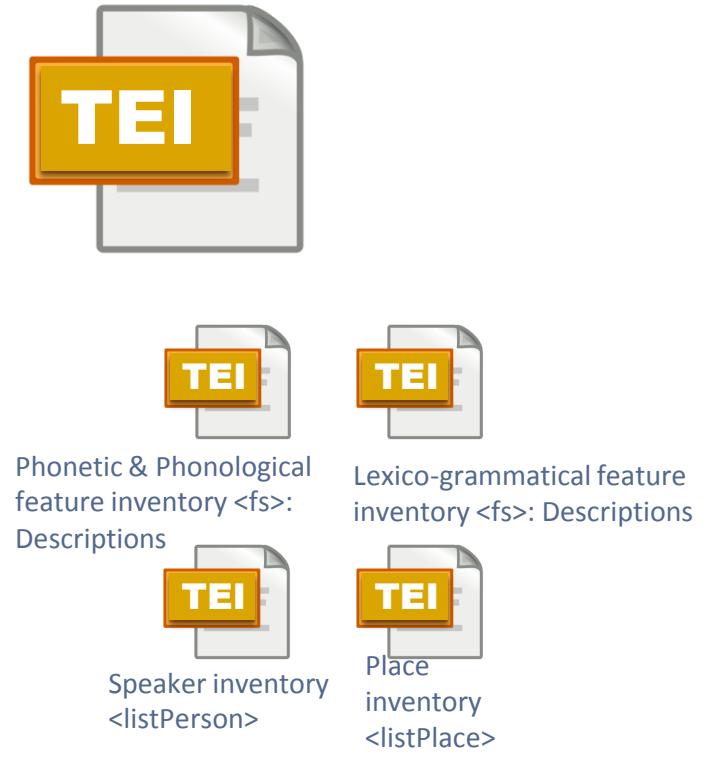 TEI
TEI
TEI
Phonetic & Phonological
feature inventory <fs>:
Descriptions
Lexico-grammatical feature
inventory <fs>: Descriptions
TEI
TEI
Speaker inventory
<listPerson>
Place
inventory
<listPlace>